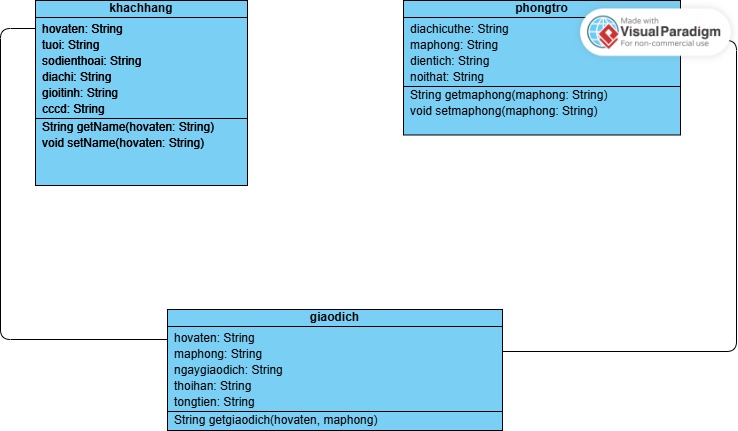 khachhang
hovaten: String
tuoi: String
sodienthoai: String
diachi: String
gioitinh: String
cccd: String
String getName(hovaten: String)
void setName(hovaten: String)
phongtro
diachicuthe: String
maphong: String
dientich: String
noithat: String
String getmaphong(maphong: String)
void setmaphong(maphong: String)
Made with
Visual Paradigm
For non-commercial use
giaodich
hovaten: String
maphong: String
ngaygiaodich: String
thoihan: String
tongtien: String
String getgiaodich(hovaten, maphong)